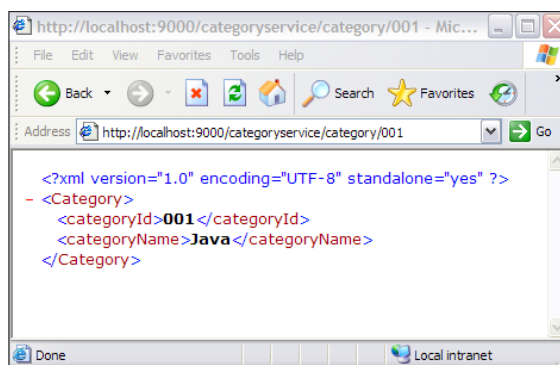 http://localhost:9000/categoryservice/category/001 - Mic...
File Edit View Favorites Tools Help
Back Search Favorites
Address http://localhost:9000/categoryservice/category/001 Go
<?xml version="1.0" encoding="UTF-8" standalone="yes" ?>
- <Category>
<categoryId>001</categoryId>
<categoryName>Java</categoryName>
</Category>
Done Local intranet